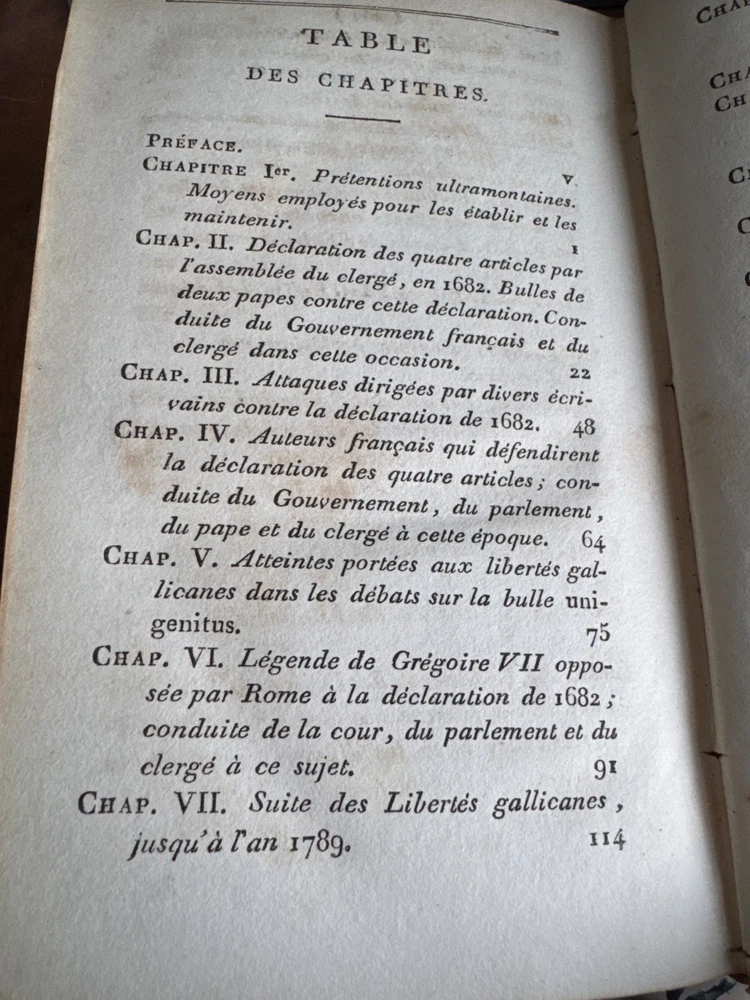 TABLE
DES CHAPITRES.
PRÉFACE. V
CHAPITRE Ier. Prétentions ultramontaines.
Moyens employés pour les établir et les
maintenir. 1
CHAP. II. Déclaration des quatre articles par
l'assemblée du clergé, en 1682. Bulles de
deux papes contre cette déclaration. Con-
duite du Gouvernement français et du
clergé dans cette occasion. 22
CHAP. III. Attaques dirigées par divers écri-
vains contre la déclaration de 1682. 48
CHAP. IV. Auteurs français qui défendirent
la déclaration des quatre articles; con-
duite du Gouvernement, du parlement,
du pape et du clergé à cette époque. 64
CHAP. V. Atteintes portées aux libertés gal-
licanes dans les débats sur la bulle uni-
genitus. 75
CHAP. VI. Légende de Grégoire VII oppo-
sée par Rome à la déclaration de 1682;
conduite de la cour, du parlement et du
clergé à ce sujet. 91
CHAP. VII. Suite des Libertés gallicanes,
jusqu'à l'an 1789. 114